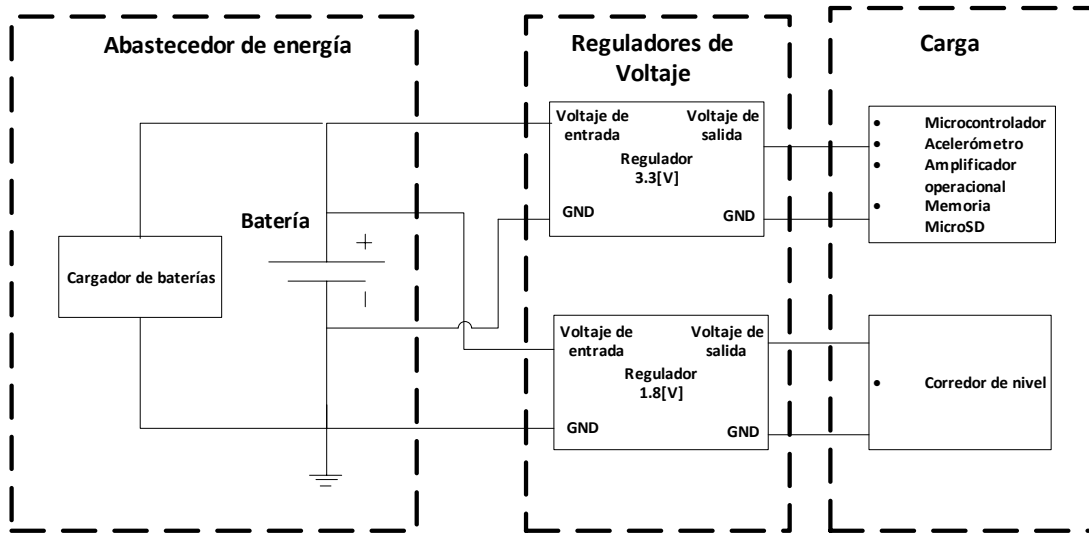 Abastecedor de energía
Cargador de baterías
Batería
+
Reguladores de
Voltaje
Voltaje de
entrada
Voltaje de
salida
Regulador
3.3[V]
GND
GND
Voltaje de
entrada
Voltaje de
salida
Regulador
1.8[V]
GND
GND
Carga
• Microcontrolador
• Acelerómetro
• Amplificador
operacional
• Memoria
MicroSD
• Corredor de nivel